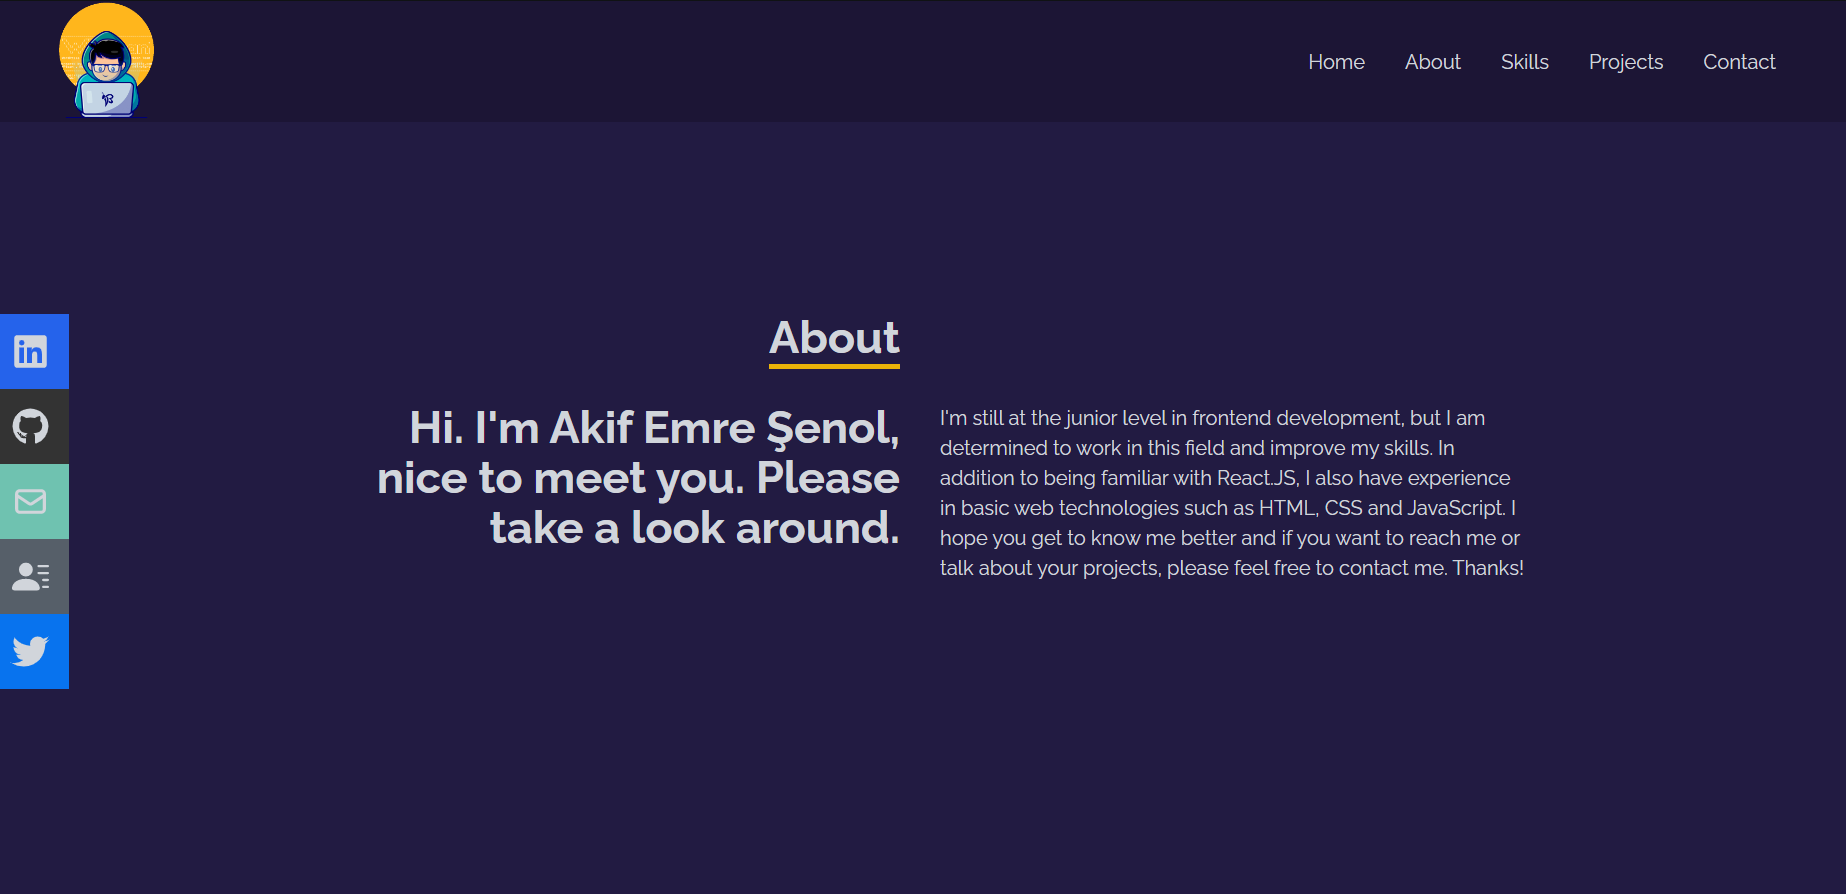 Home About Skills Projects Contact
About
Hi. I'm Akif Emre Şenol,
nice to meet you. Please
take a look around.
I'm still at the junior level in frontend development, but I am
determined to work in this field and improve my skills. In
addition to being familiar with React.JS, I also have experience
in basic web technologies such as HTML, CSS and JavaScript. I
hope you get to know me better and if you want to reach me or
talk about your projects, please feel free to contact me. Thanks!
in